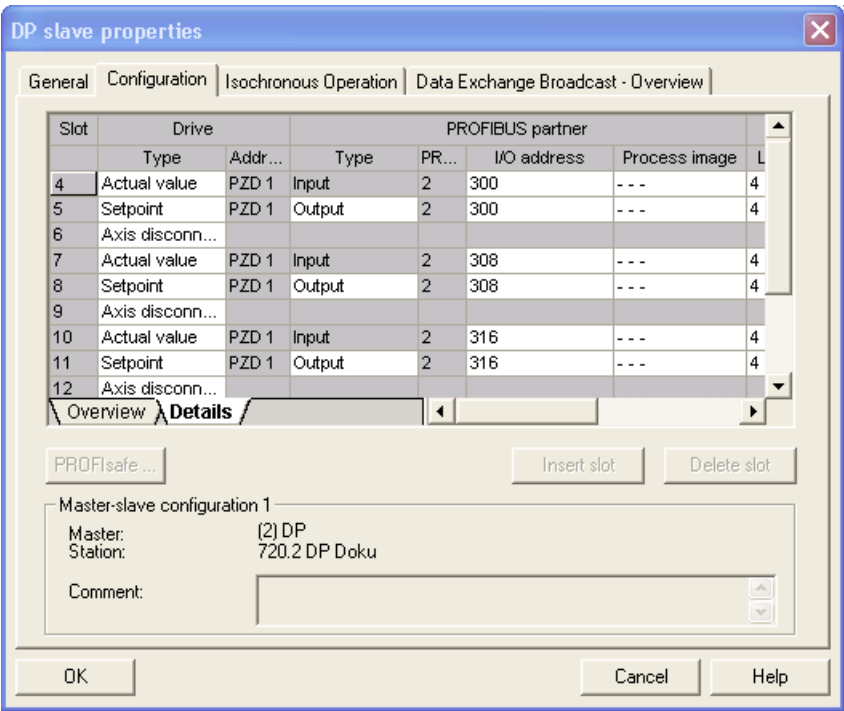 DP slave properties
General Configuration Isochronous Operation Data Exchange Broadcast - Overview
Slot Drive PROFIBUS partner
Type Addr... Type PR... I/O address Process image L
4 Actual value PZD 1 Input 2 300 - - - 4
5 Setpoint PZD 1 Output 2 300 - - - 4
6 Axis disconn...
7 Actual value PZD 1 Input 2 308 - - - 4
8 Setpoint PZD 1 Output 2 308 - - - 4
9 Axis disconn...
10 Actual value PZD 1 Input 2 316 - - - 4
11 Setpoint PZD 1 Output 2 316 - - - 4
12 Axis disconn...
Overview Details
PROFIsafe ... Insert slot Delete slot
Master-slave configuration 1
Master: (2) DP
Station: 720.2 DP Doku
Comment:
OK Cancel Help